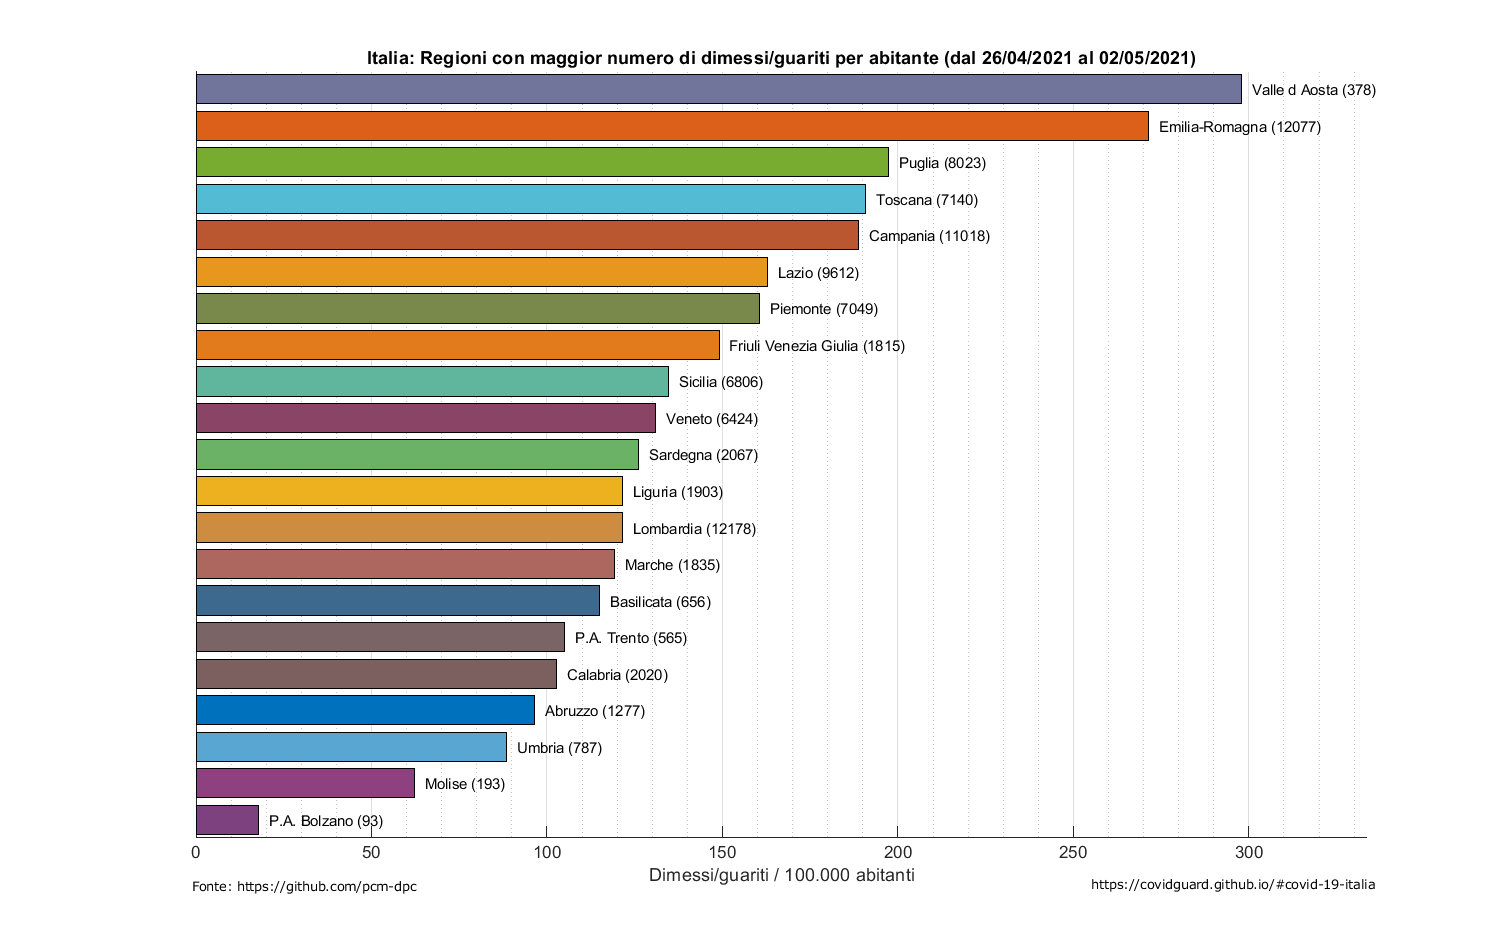 Italia: Regioni con maggior numero di dimessi/guariti per abitante (dal 26/04/2021 al 02/05/2021)
Valle d Aosta (378)
Emilia-Romagna (12077)
Puglia (8023)
Toscana (7140)
Campania (11018)
Lazio (9612)
Piemonte (7049)
Friuli Venezia Giulia (1815)
Sicilia (6806)
Veneto (6424)
Sardegna (2067)
Liguria (1903)
Lombardia (12178)
Marche (1835)
Basilicata (656)
P.A. Trento (565)
Calabria (2020)
Abruzzo (1277)
Umbria (787)
Molise (193)
P.A. Bolzano (93)
0 50 100 150 200 250 300
Dimessi/guariti / 100.000 abitanti
Fonte: https://github.com/pcm-dpc
https://covidguard.github.io/#covid-19-italia